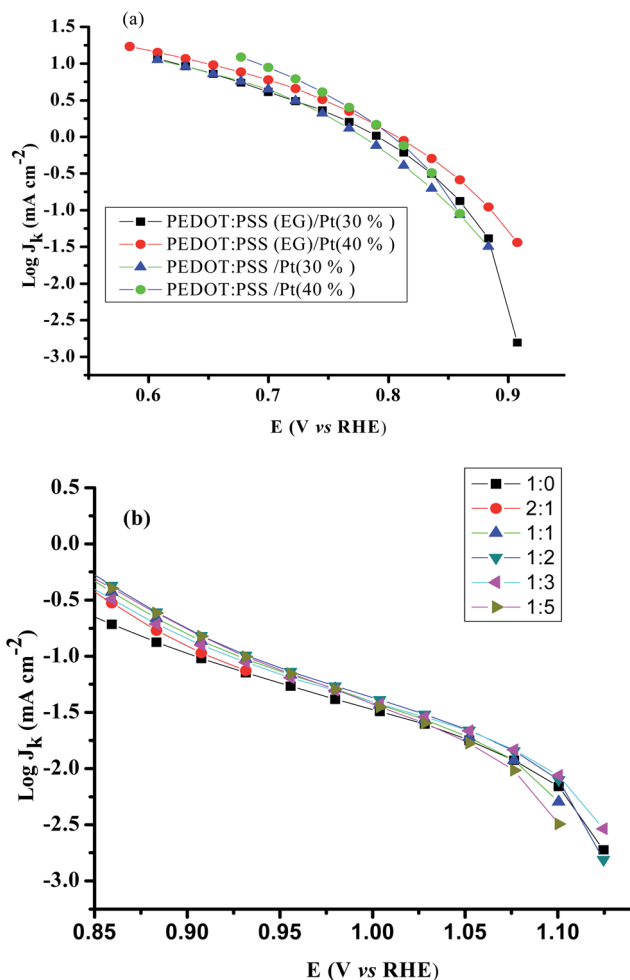 (a)
1.5
1.0
0.5
0.0
-0.5
-1.0
-1.5
-2.0
-2.5
-3.0
Log Jk (mA cm-2)
PEDOT:PSS (EG)/Pt(30 % )
PEDOT:PSS (EG)/Pt(40 % )
PEDOT:PSS /Pt(30 % )
PEDOT:PSS /Pt(40 % )
0.6 0.7 0.8 0.9
E (V vs RHE)
(b)
0.5
0.0
-0.5
-1.0
-1.5
-2.0
-2.5
-3.0
Log Jk (mA cm-2)
1:0
2:1
1:1
1:2
1:3
1:5
0.85 0.90 0.95 1.00 1.05 1.10
E (V vs RHE)